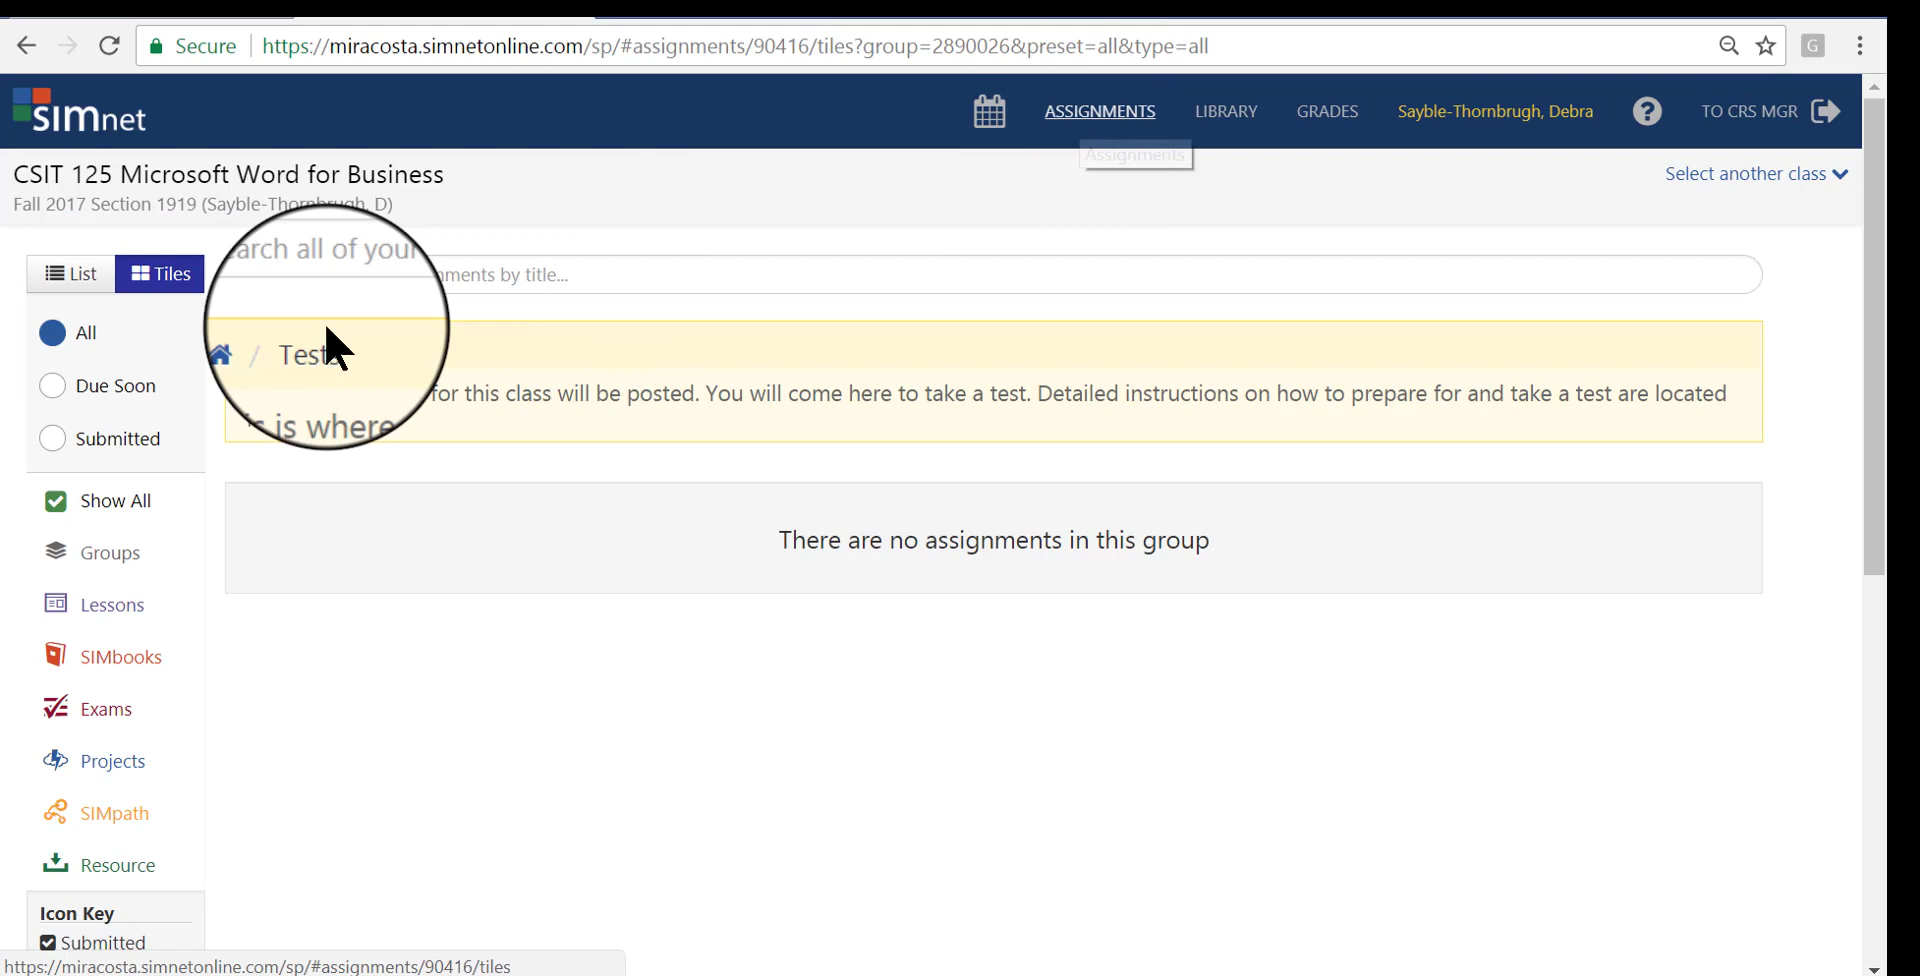 Secure https://miracosta.simnetonline.com/sp/#assignments/90416/tiles?group=2890026&preset=all&type=all G
simnet ASSIGNMENTS LIBRARY GRADES Sayble-Thornbrugh, Debra ? TO CRS MGR
Assignments
CSIT 125 Microsoft Word for Business Select another class
Fall 2017 Section 1919 (Sayble-Thornbrugh, D)
arch all of your
List Tiles ments by title...
All
/ Tests
Due Soon for this class will be posted. You will come here to take a test. Detailed instructions on how to prepare for and take a test are located
is is where
Submitted
Show All
There are no assignments in this group
Groups
Lessons
SIMbooks
Exams
Projects
SIMpath
Resource
Icon Key
Submitted
https://miracosta.simnetonline.com/sp/#assignments/90416/tiles